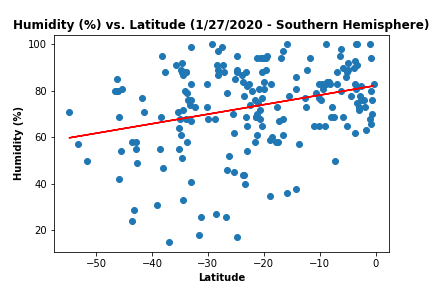 Humidity (%) vs. Latitude (1/27/2020 - Southern Hemisphere)
100
80
60
40
20
Humidity (%)
−50 −40 −30 −20 −10 0
Latitude